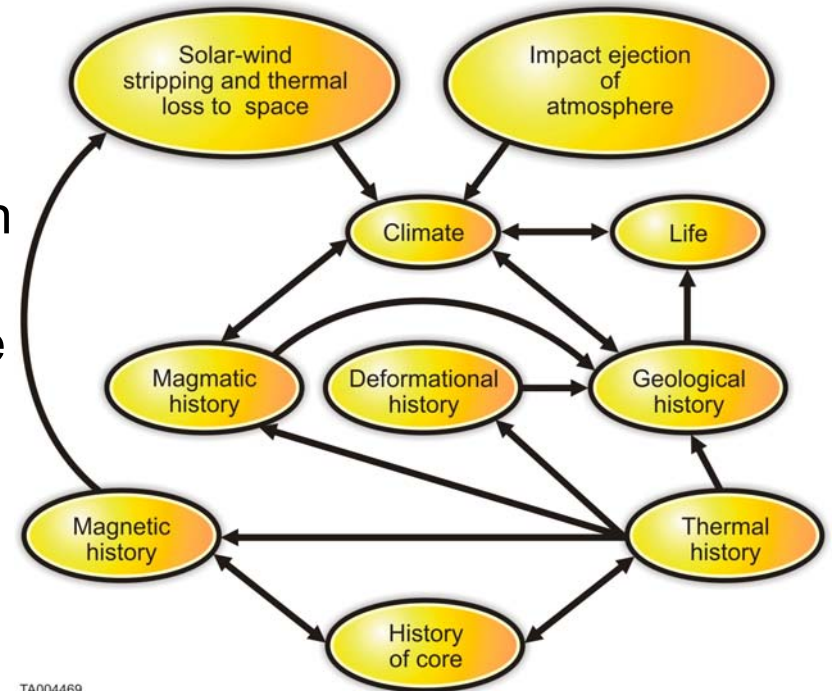 Solar-wind
stripping and thermal
loss to space
Impact ejection
of
atmosphere
Climate
Life
Magmatic
history
Deformational
history
Geological
history
Magnetic
history
Thermal
history
History
of core